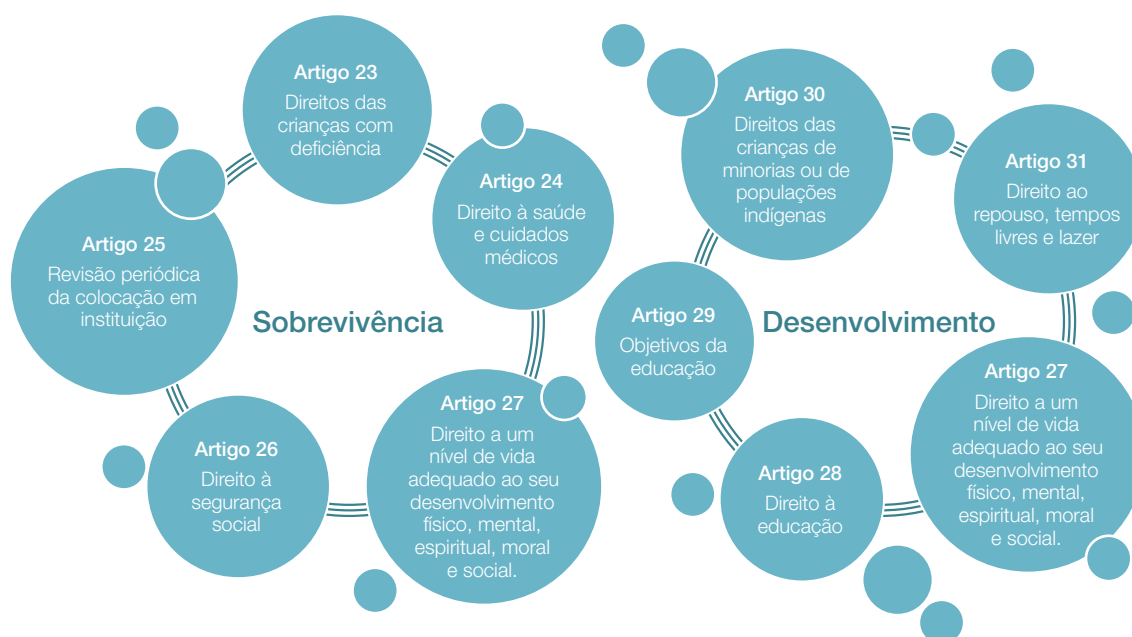 Artigo 23
Direitos das
crianças com
deficiência
Artigo 24
Direito à saúde
e cuidados
médicos
Artigo 25
Revisão periódica
da colocação em
instituição
Sobrevivência
Artigo 26
Direito à
segurança
social
Artigo 27
Direito a um
nível de vida
adequado ao seu
desenvolvimento
físico, mental,
espiritual, moral
e social.
Artigo 30
Direitos das
crianças de
minorias ou de
populações
indígenas
Artigo 31
Direito ao
repouso, tempos
livres e lazer
Artigo 29
Objetivos da
educação
Desenvolvimento
Artigo 28
Direito à
educação
Artigo 27
Direito a um
nível de vida
adequado ao seu
desenvolvimento
físico, mental,
espiritual, moral
e social.